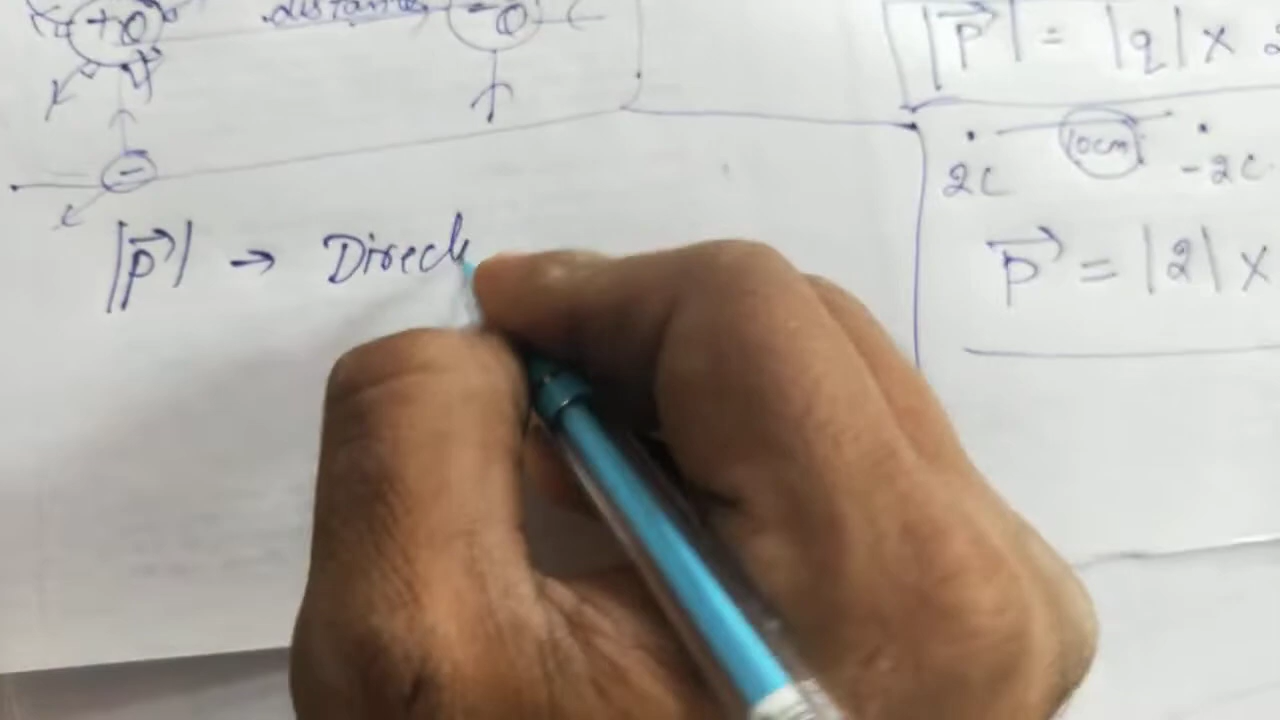 +Q distance -Q
|P⃗| = |q| ×
-
10cm
2C -2C
|P⃗| → Direct
P⃗ = |2| ×